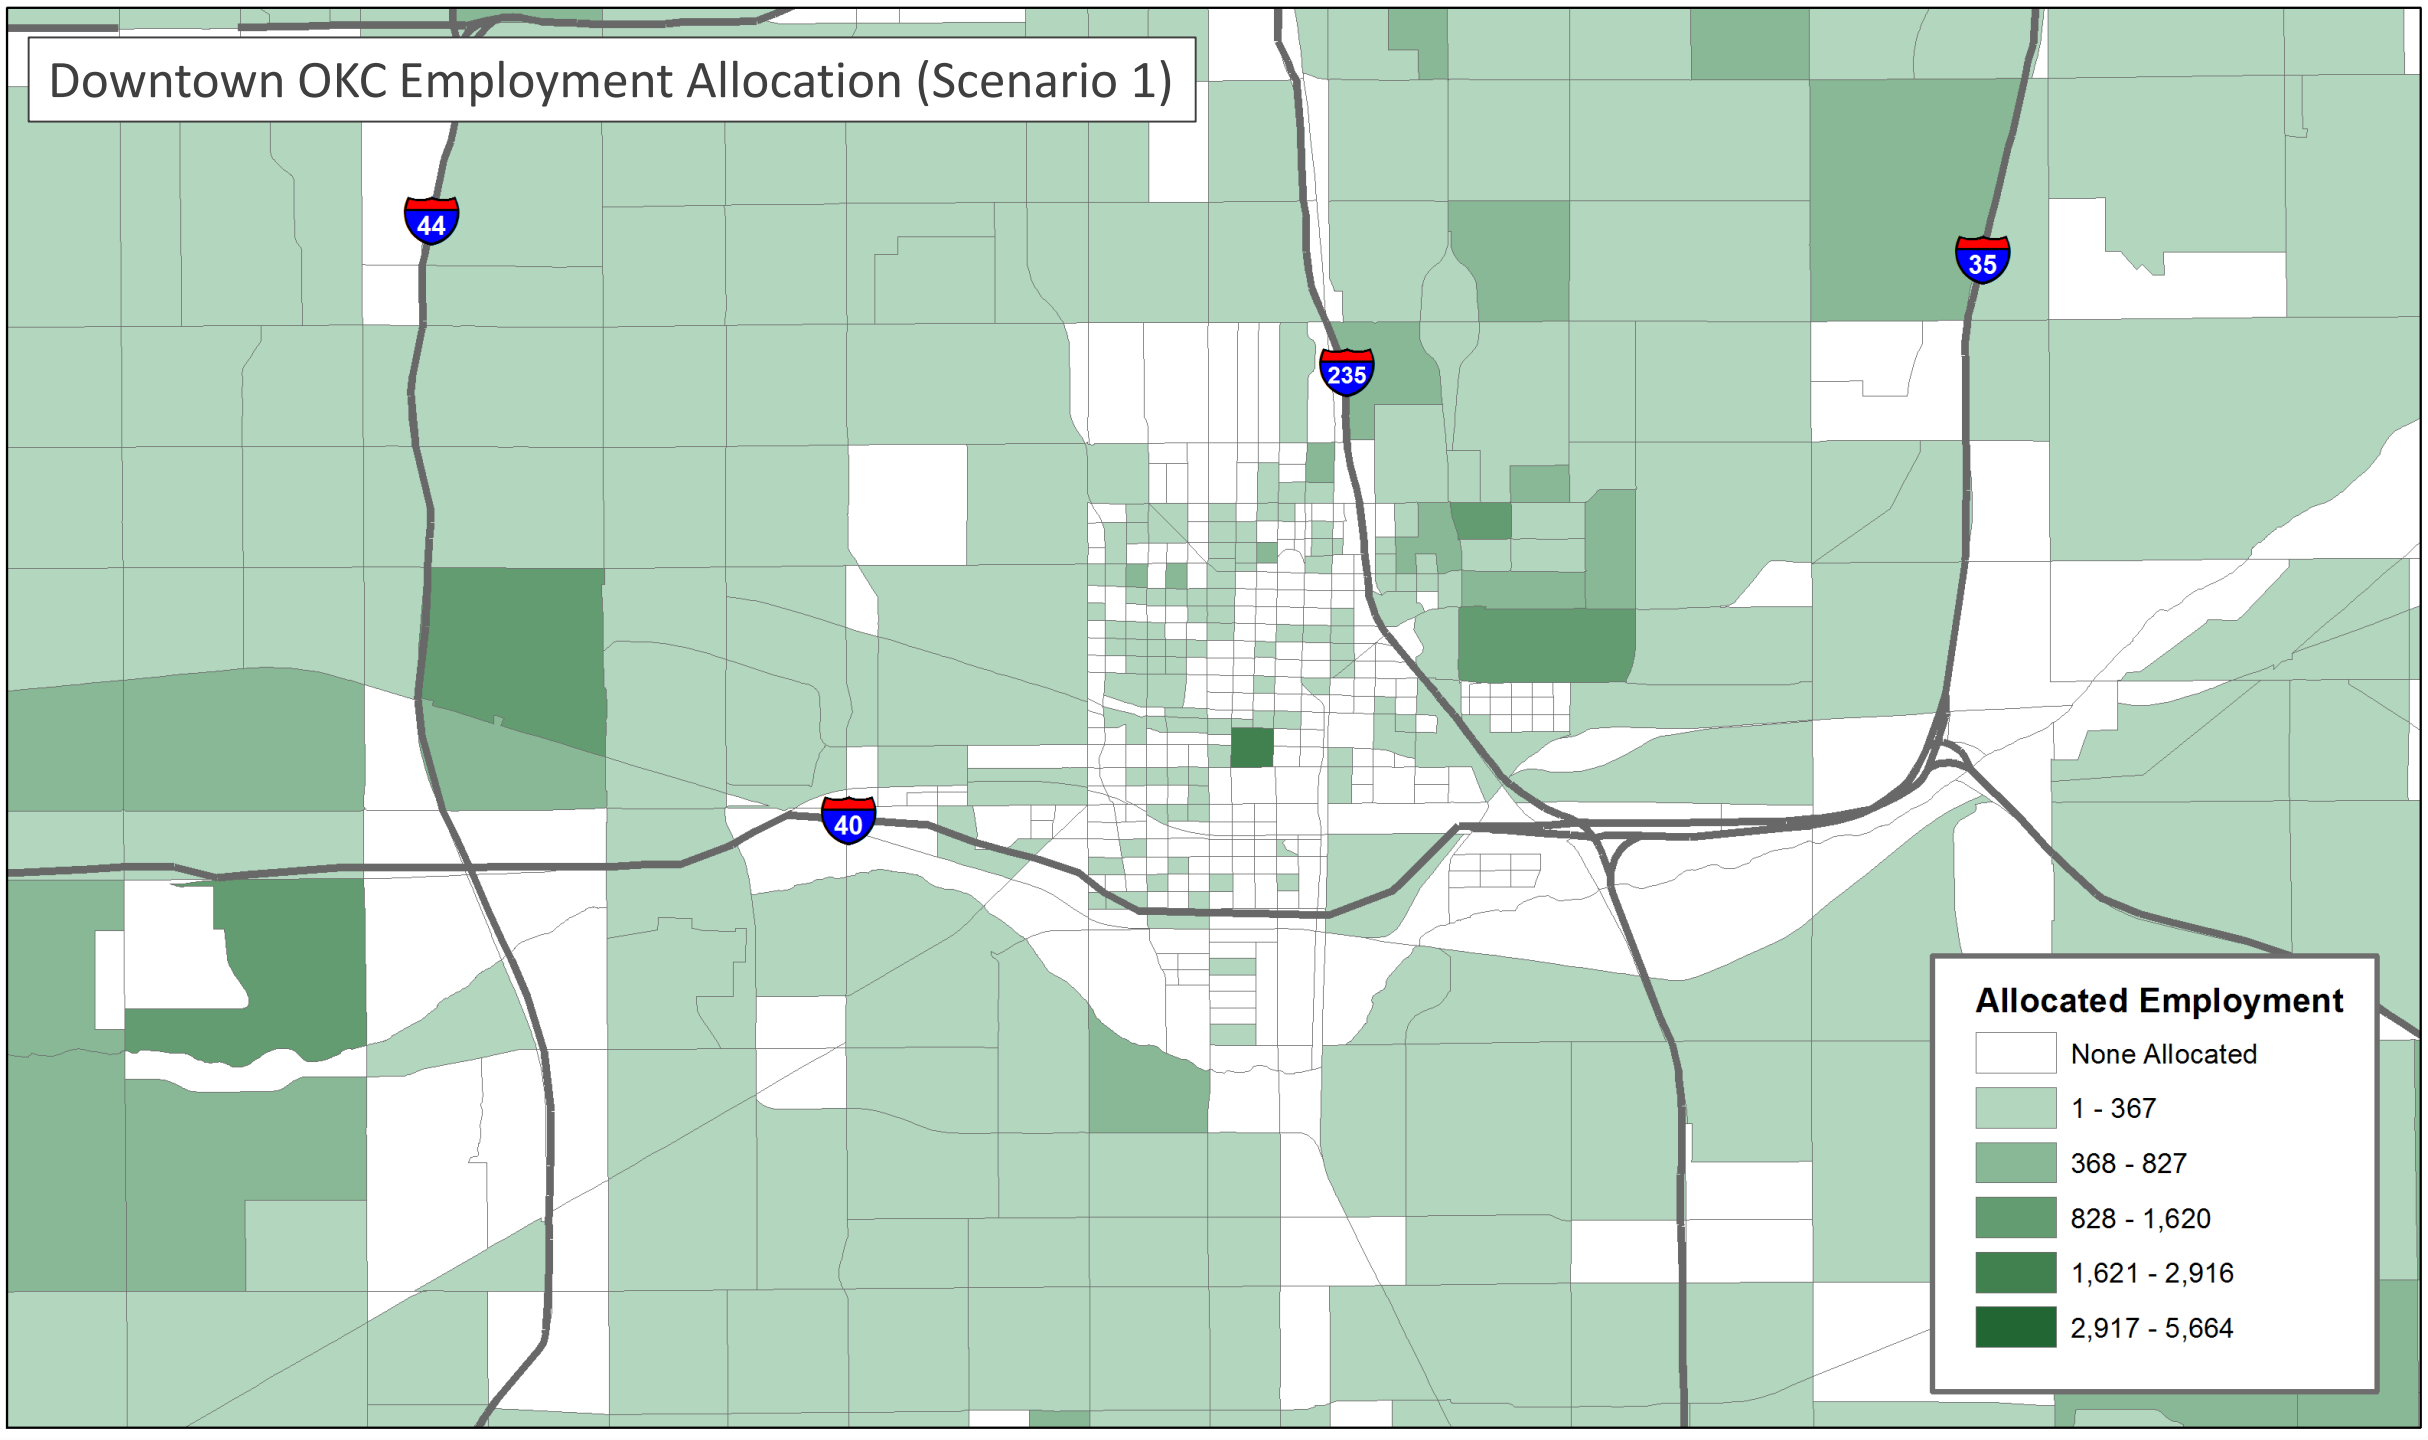 Downtown OKC Employment Allocation (Scenario 1)
44
35
235
40
Allocated Employment
None Allocated
1 - 367
368 - 827
828 - 1,620
1,621 - 2,916
2,917 - 5,664